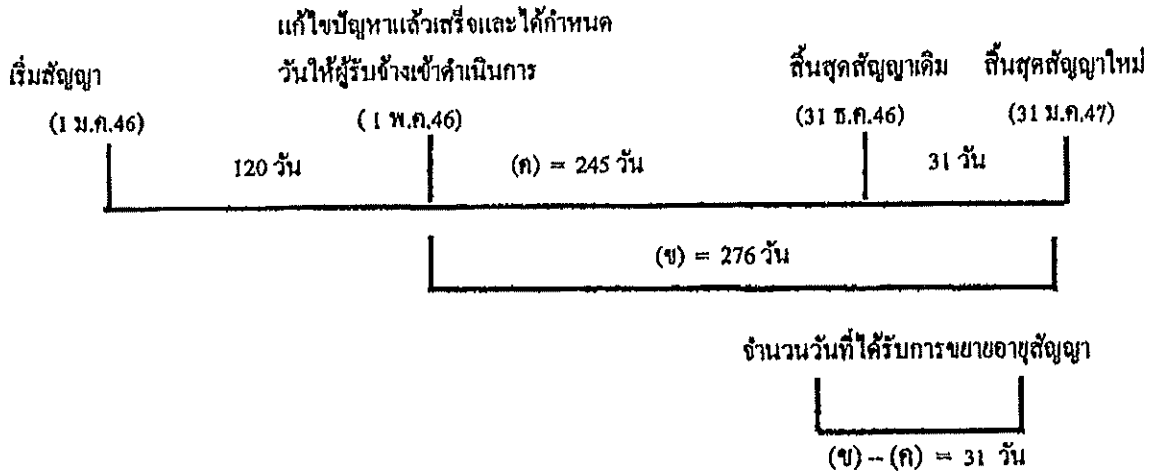 แก้ไขปัญหาแล้วเสร็จและได้กำหนด
เริ่มสัญญา วันให้ผู้รับจ้างเข้าดำเนินการ สิ้นสุดสัญญาเดิม สิ้นสุดสัญญาใหม่
(1 ม.ค.46) (1 พ.ค.46) (31 ธ.ค.46) (31 ม.ค.47)
120 วัน (ค) = 245 วัน 31 วัน
(ข) = 276 วัน
จำนวนวันที่ได้รับการขยายอายุสัญญา
(ข) – (ค) = 31 วัน